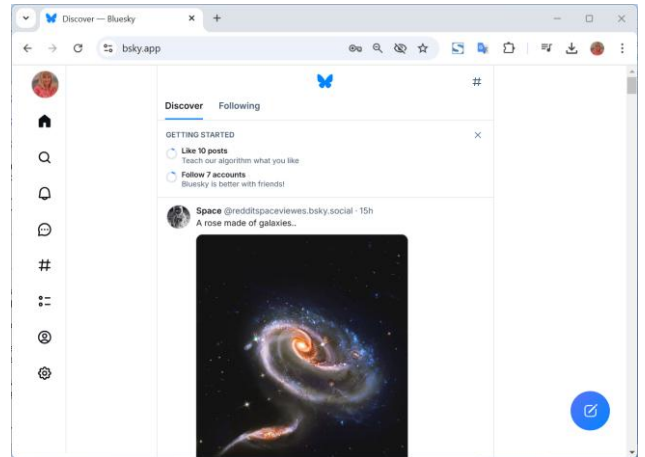 Discover — Bluesky
bsky.app
Discover Following
GETTING STARTED
Like 10 posts
Teach our algorithm what you like
Follow 7 accounts
Bluesky is better with friends!
Space @redditspaceviewes.bsky.social · 15h
A rose made of galaxies..